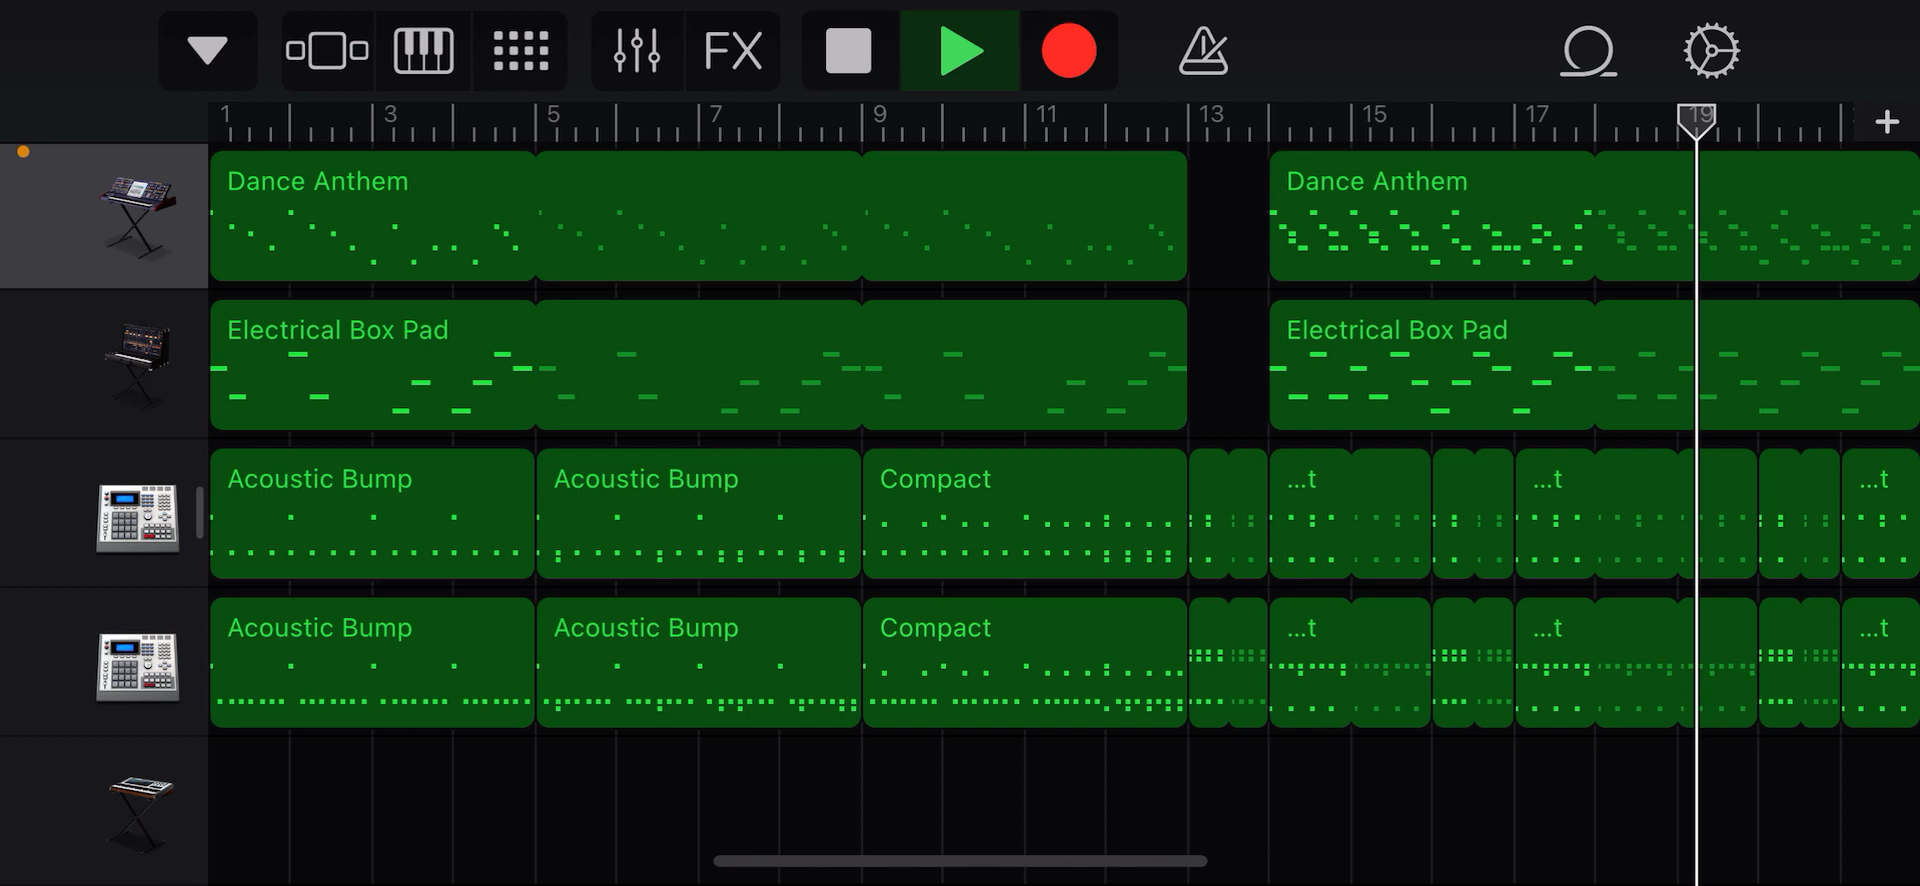 FX
1 3 5 7 9 11 13 15 17 19
Dance Anthem Dance Anthem
Electrical Box Pad Electrical Box Pad
Acoustic Bump Acoustic Bump Compact ...t ...t ...t
Acoustic Bump Acoustic Bump Compact ...t ...t ...t